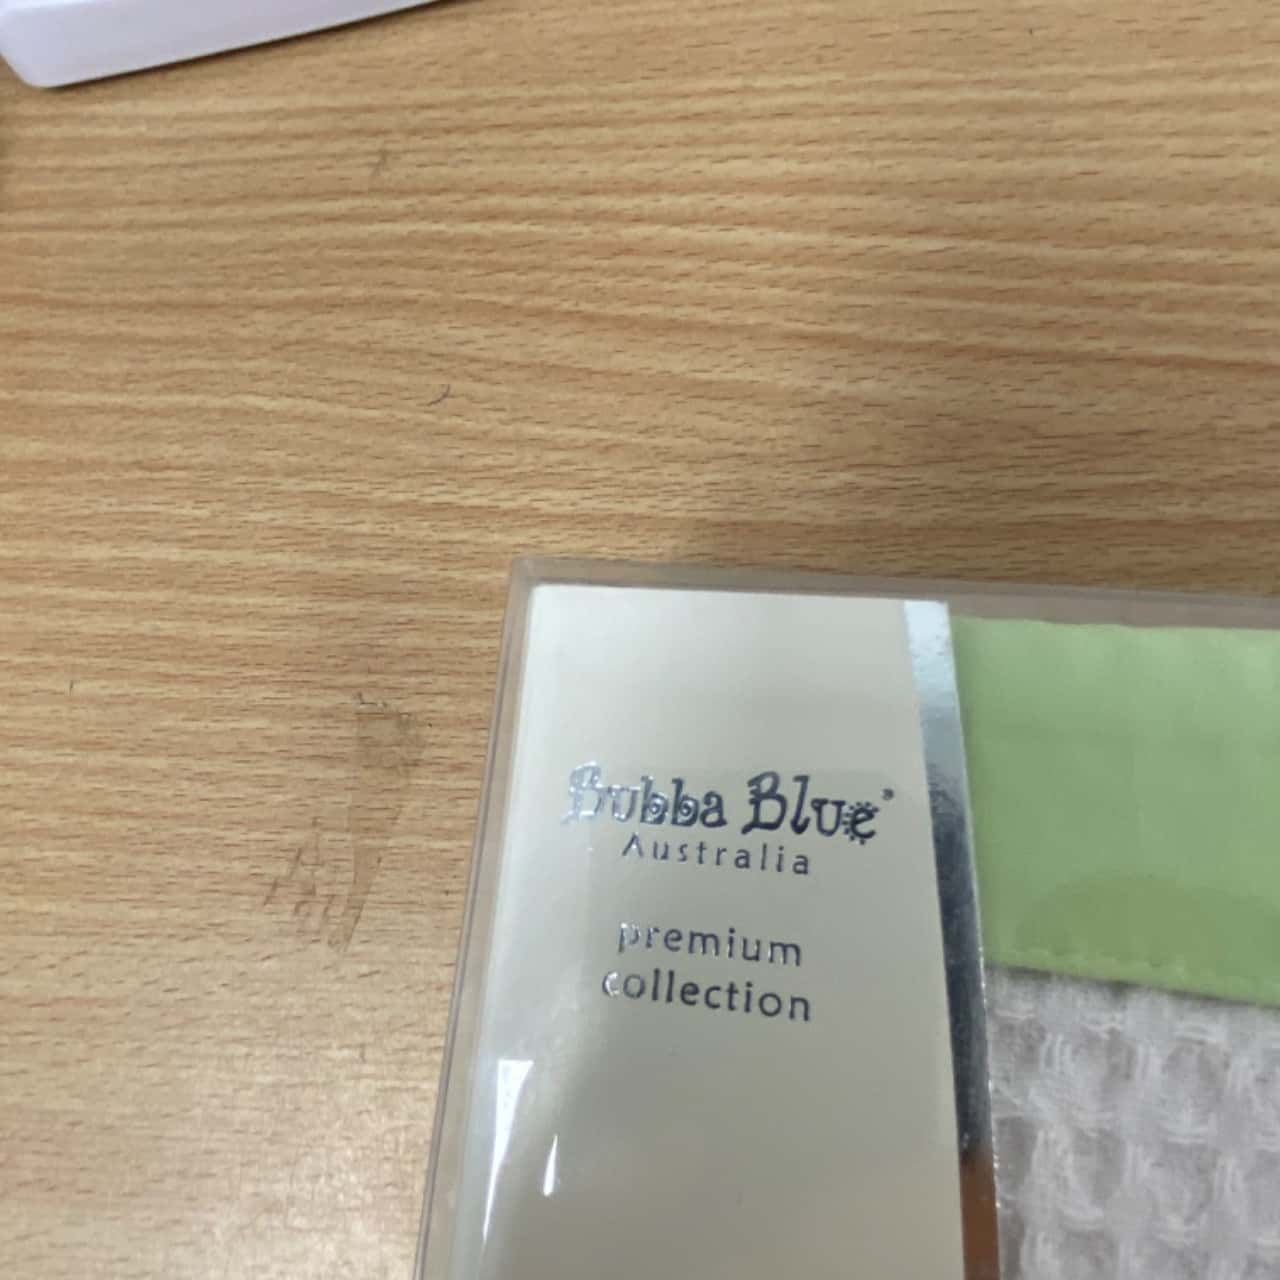 Bubba Blue
Australia
premium
collection